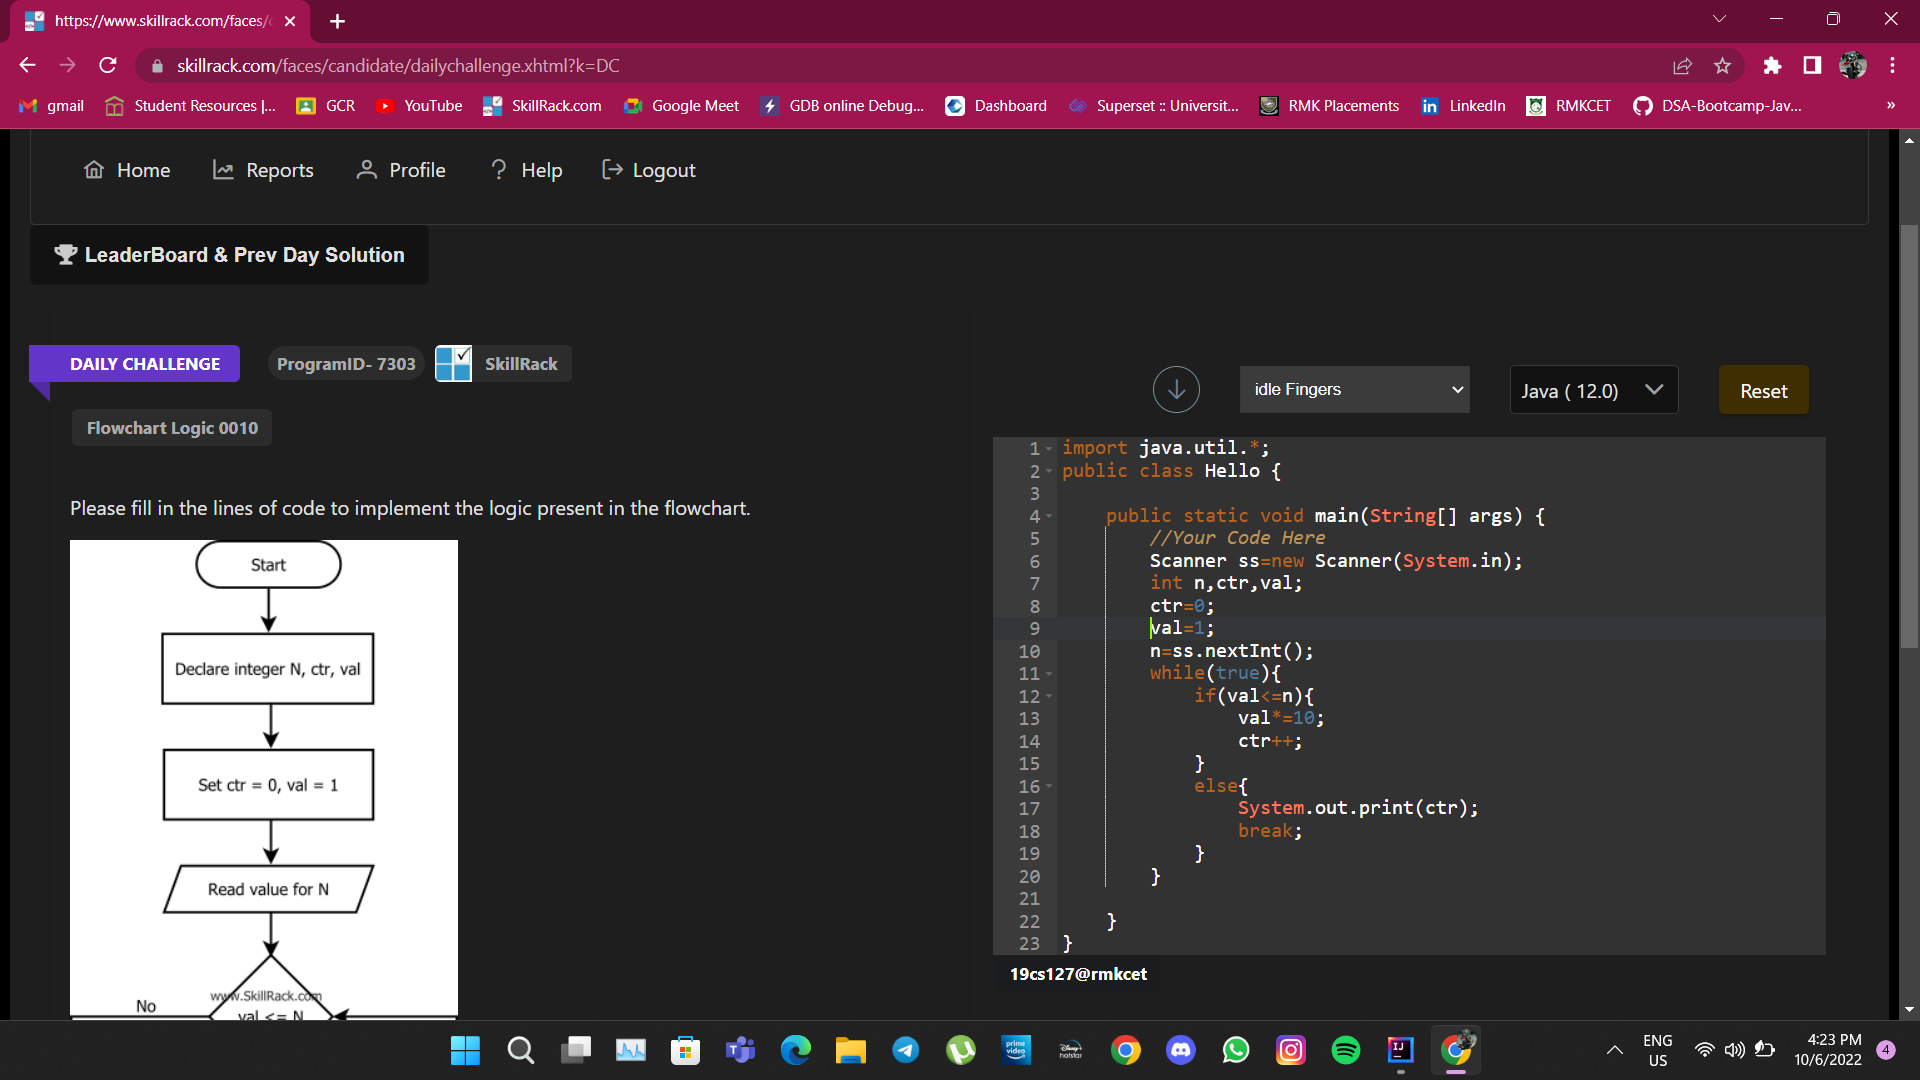 https://www.skillrack.com/faces/c
skillrack.com/faces/candidate/dailychallenge.xhtml?k=DC
gmail
Student Resources |...
GCR
YouTube
SkillRack.com
Google Meet
GDB online Debug...
Dashboard
Superset :: Universit...
RMK Placements
LinkedIn
RMKCET
DSA-Bootcamp-Jav...
»
Home
Reports
Profile
Help
Logout
LeaderBoard & Prev Day Solution
DAILY CHALLENGE
ProgramID- 7303
SkillRack
Flowchart Logic 0010
Please fill in the lines of code to implement the logic present in the flowchart.
Start
Declare integer N, ctr, val
Set ctr = 0, val = 1
Read value for N
www.SkillRack.com
No
val <= N
idle Fingers
Java ( 12.0)
Reset
1 import java.util.*;
2 public class Hello {
3
4 public static void main(String[] args) {
5 //Your Code Here
6 Scanner ss=new Scanner(System.in);
7 int n,ctr,val;
8 ctr=0;
9 val=1;
10 n=ss.nextInt();
11 while(true){
12 if(val<=n){
13 val*=10;
14 ctr++;
15 }
16 else{
17 System.out.print(ctr);
18 break;
19 }
20 }
21
22 }
23 }
19cs127@rmkcet
prime video
Disney+ hotstar
IJ
ENG
US
4:23 PM
10/6/2022
4